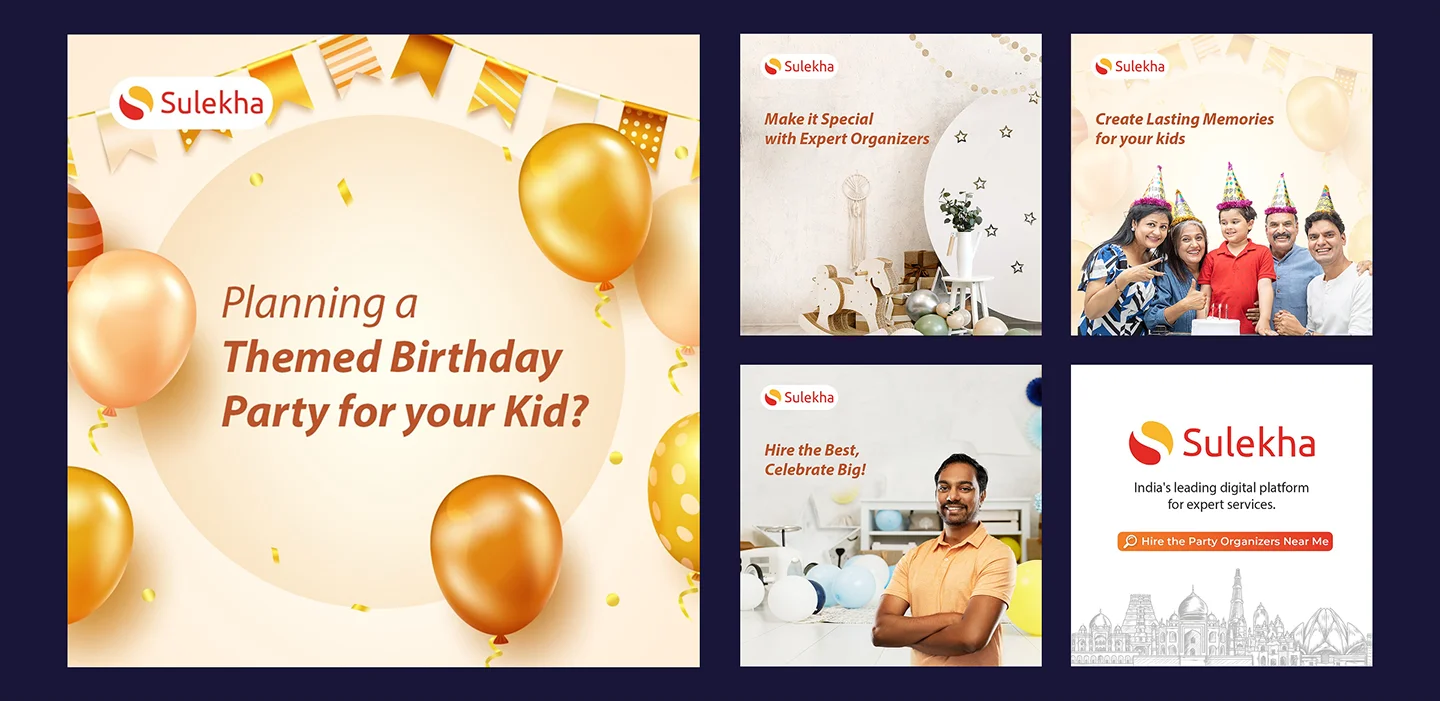 Sulekha
Planning a
Themed Birthday
Party for your Kid?
Sulekha
Make it Special
with Expert Organizers
Sulekha
Create Lasting Memories
for your kids
Sulekha
Hire the Best,
Celebrate Big!
Sulekha
India's leading digital platform
for expert services.
Hire the Party Organizers Near Me